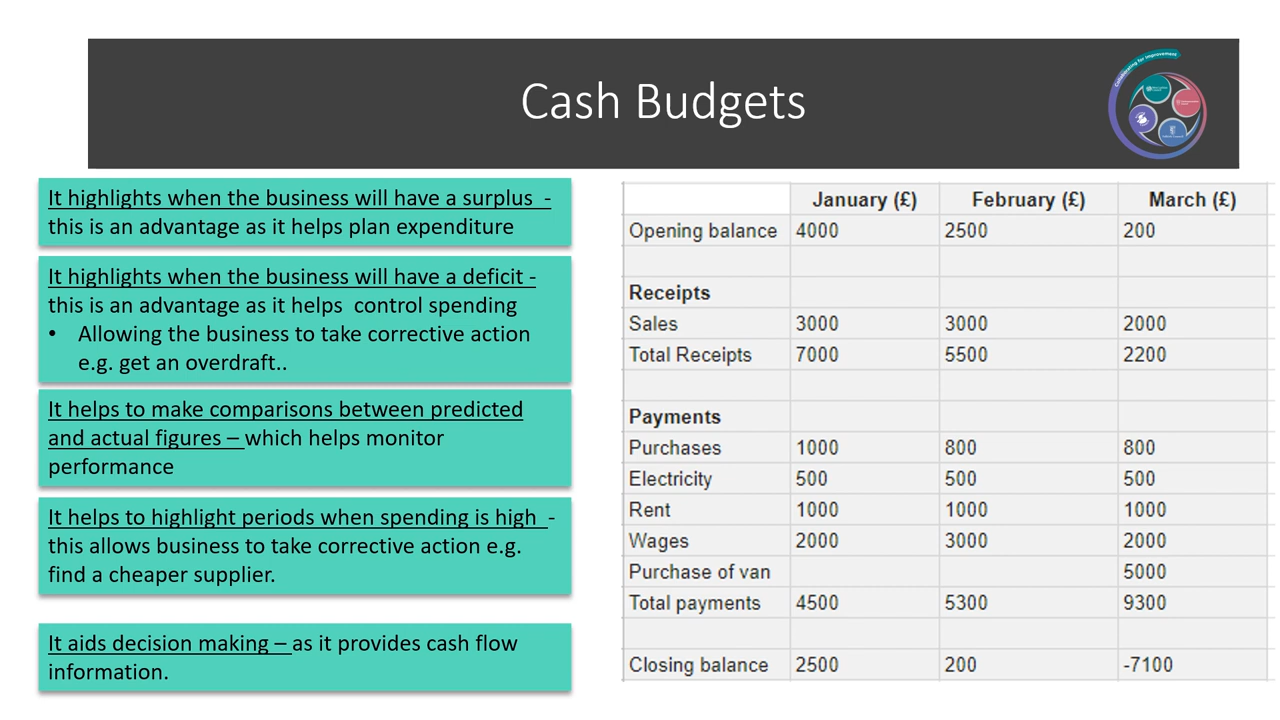 Cash Budgets
Collaborating for Improvement
It highlights when the business will have a surplus -
this is an advantage as it helps plan expenditure
It highlights when the business will have a deficit -
this is an advantage as it helps control spending
• Allowing the business to take corrective action
e.g. get an overdraft..
It helps to make comparisons between predicted
and actual figures – which helps monitor
performance
It helps to highlight periods when spending is high -
this allows business to take corrective action e.g.
find a cheaper supplier.
It aids decision making – as it provides cash flow
information.
January (£) February (£) March (£)
Opening balance 4000 2500 200
Receipts
Sales 3000 3000 2000
Total Receipts 7000 5500 2200
Payments
Purchases 1000 800 800
Electricity 500 500 500
Rent 1000 1000 1000
Wages 2000 3000 2000
Purchase of van 5000
Total payments 4500 5300 9300
Closing balance 2500 200 -7100